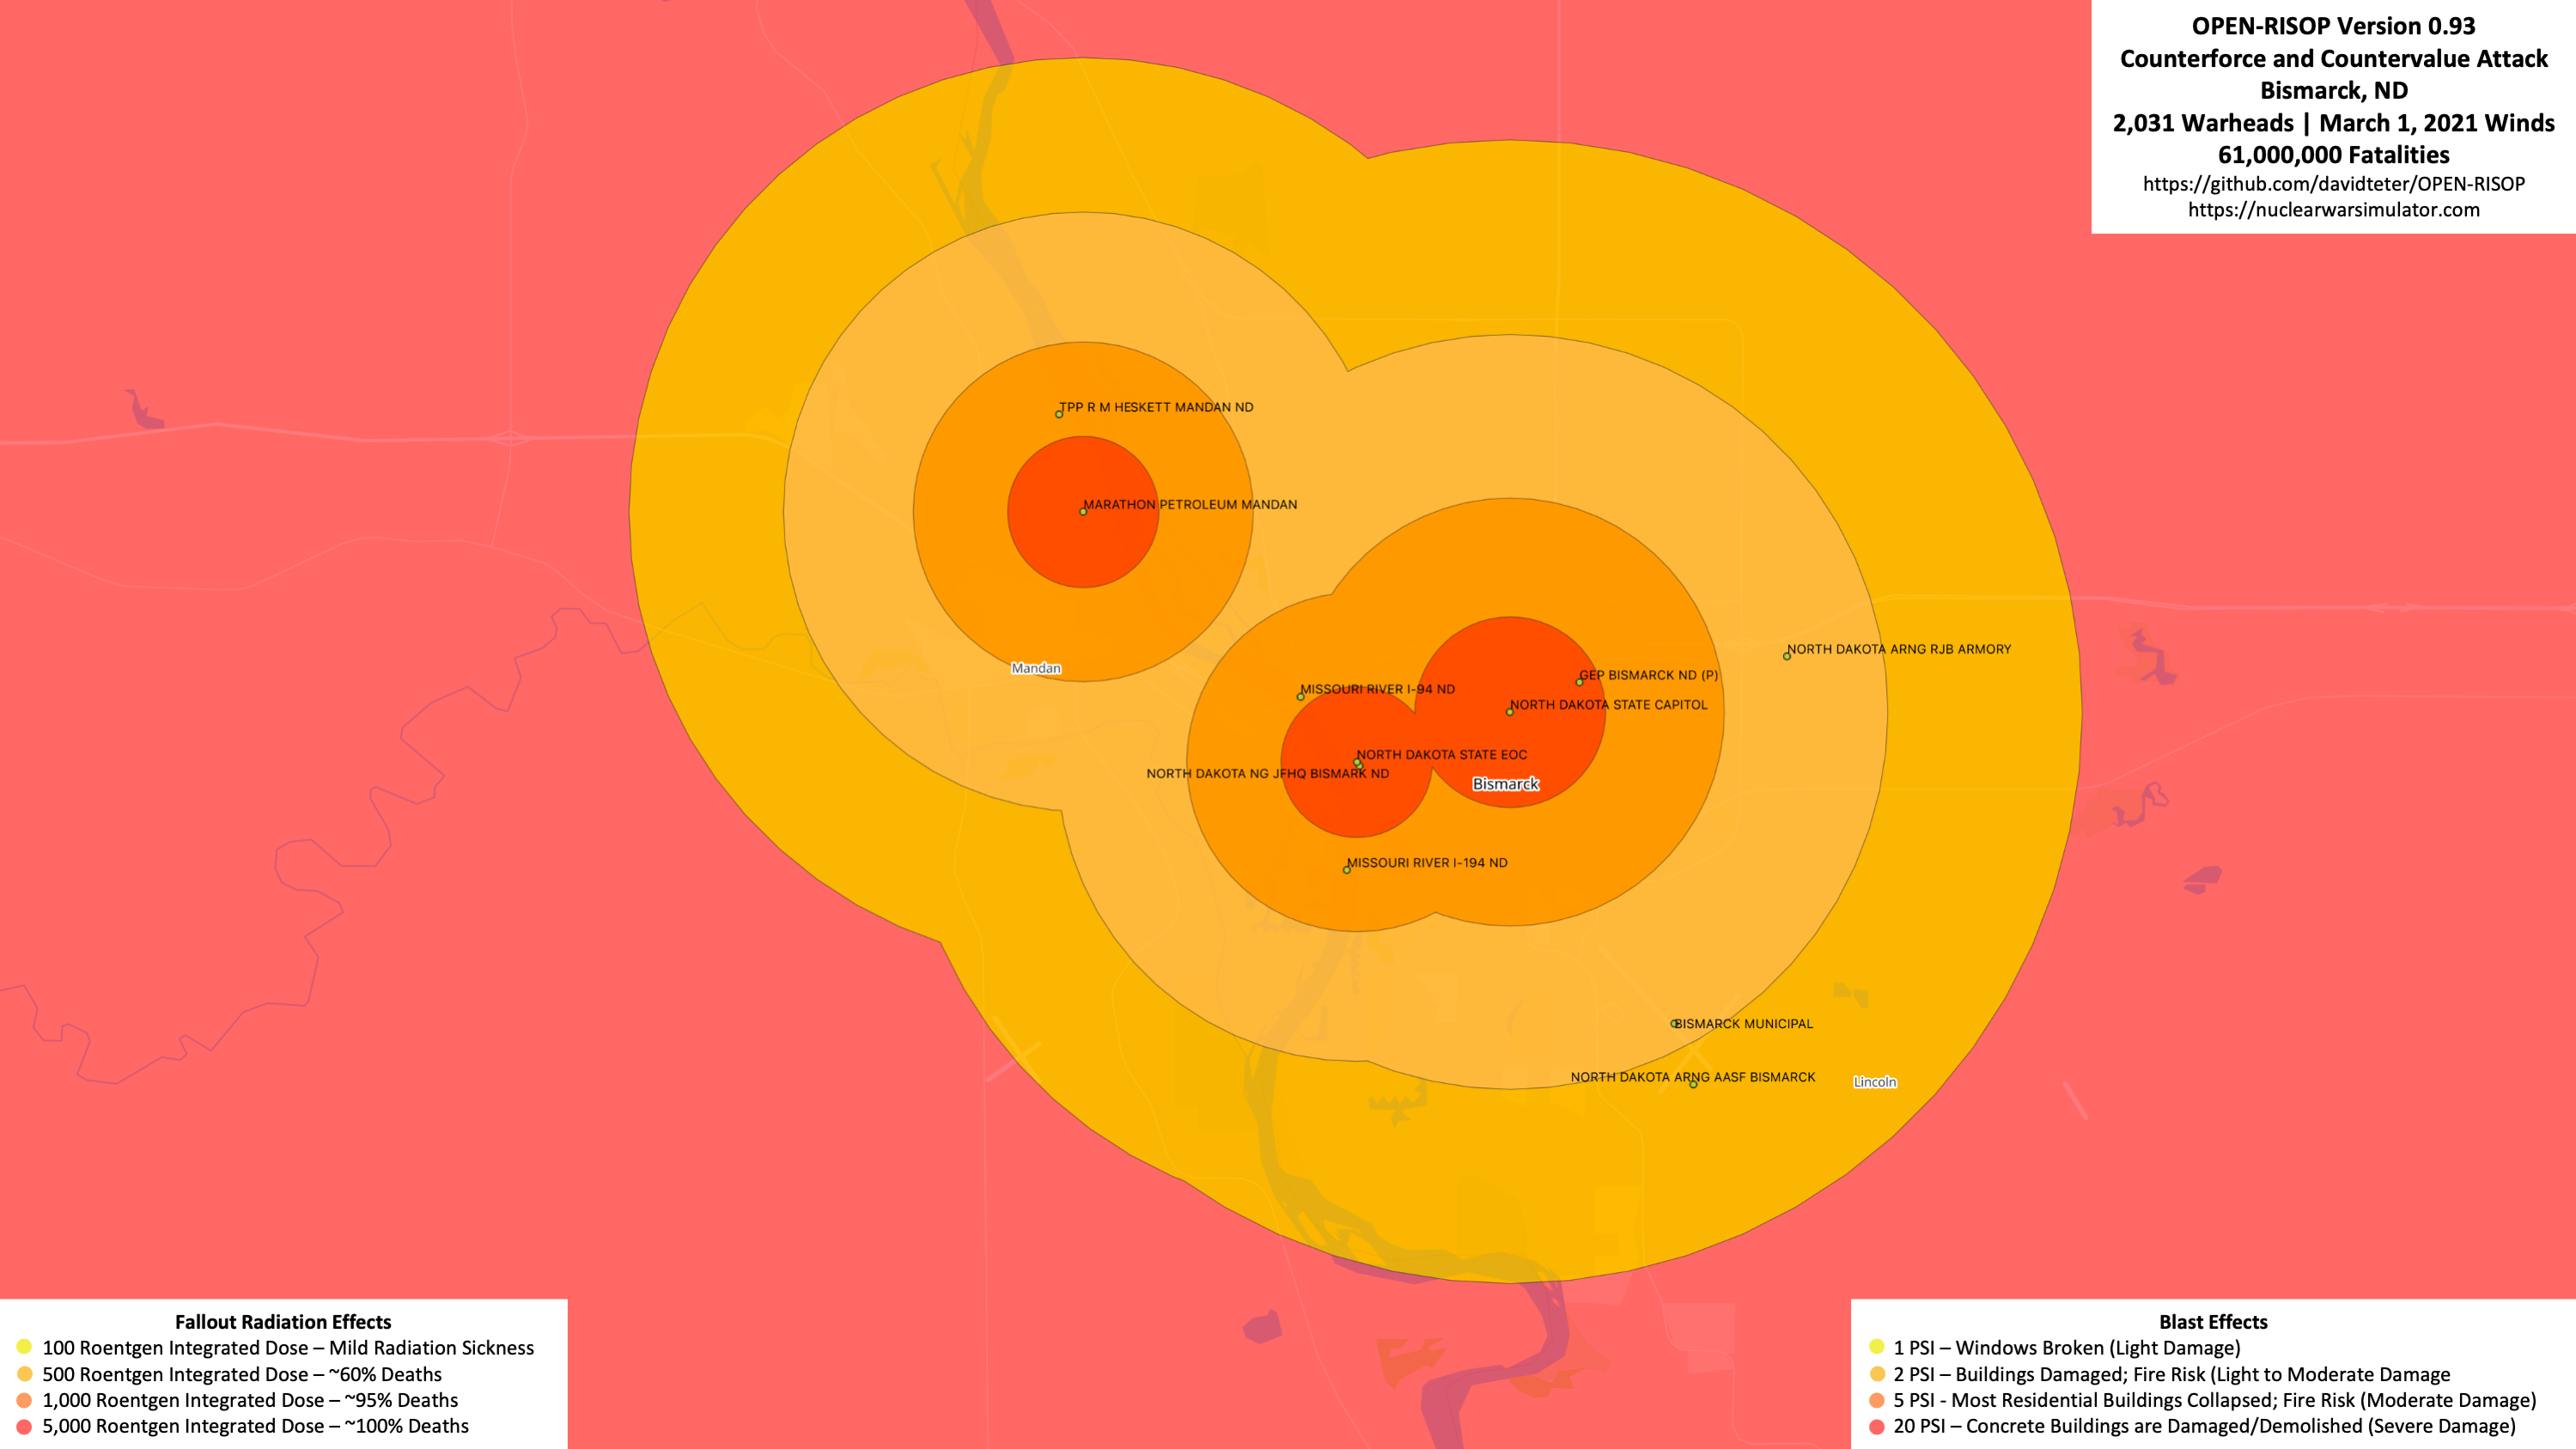 OPEN-RISOP Version 0.93
Counterforce and Countervalue Attack
Bismarck, ND
2,031 Warheads | March 1, 2021 Winds
61,000,000 Fatalities
https://github.com/davidteter/OPEN-RISOP
https://nuclearwarsimulator.com
TPP R M HESKETT MANDAN ND
MARATHON PETROLEUM MANDAN
Mandan
NORTH DAKOTA ARNG RJB ARMORY
GEP BISMARCK ND (P)
MISSOURI RIVER I-94 ND
NORTH DAKOTA STATE CAPITOL
NORTH DAKOTA STATE EOC
NORTH DAKOTA NG JFHQ BISMARK ND
Bismarck
MISSOURI RIVER I-194 ND
BISMARCK MUNICIPAL
NORTH DAKOTA ARNG AASF BISMARCK
Lincoln
Fallout Radiation Effects
100 Roentgen Integrated Dose – Mild Radiation Sickness
500 Roentgen Integrated Dose – ~60% Deaths
1,000 Roentgen Integrated Dose – ~95% Deaths
5,000 Roentgen Integrated Dose – ~100% Deaths
Blast Effects
1 PSI – Windows Broken (Light Damage)
2 PSI – Buildings Damaged; Fire Risk (Light to Moderate Damage
5 PSI - Most Residential Buildings Collapsed; Fire Risk (Moderate Damage)
20 PSI – Concrete Buildings are Damaged/Demolished (Severe Damage)